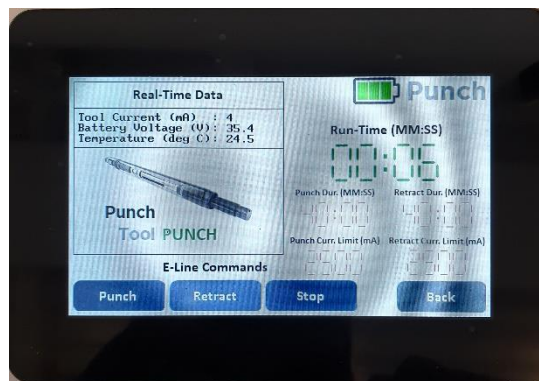 Real-Time Data
Tool Current (mA) : 4
Battery Voltage (V): 35.4
Temperature (deg C): 24.5
Punch
Tool PUNCH
E-Line Commands
Punch
Run-Time (MM:SS)
00:06
Punch Dur. (MM:SS) Retract Dur. (MM:SS)
Punch Curr. Limit (mA) Retract Curr. Limit (mA)
Punch Retract Stop Back